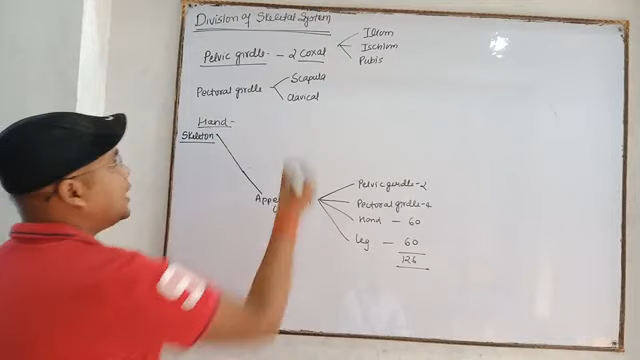 Division of Skeletal System
Pelvic girdle - 2 Coxal
Ilium
Ischium
Pubis
Pectoral girdle
Scapula
Clavical
Hand -
Skeleton
Pelvic girdle - 2
Pectoral girdle - 4
Hand - 60
Leg - 60
126